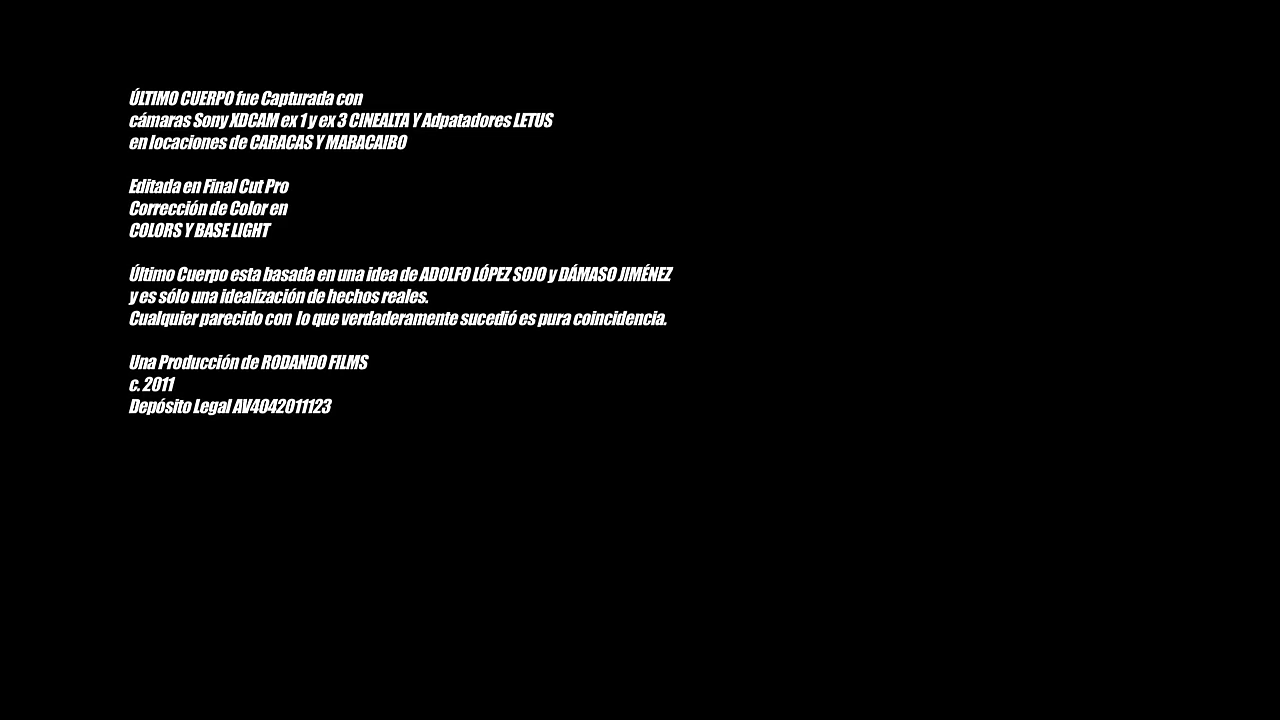 ÚLTIMO CUERPO fue Capturada con
cámaras Sony XDCAM ex 1 y ex 3 CINEALTA Y Adpatadores LETUS
en locaciones de CARACAS Y MARACAIBO
Editada en Final Cut Pro
Corrección de Color en
COLORS Y BASE LIGHT
Último Cuerpo esta basada en una idea de ADOLFO LÓPEZ SOJO y DÁMASO JIMÉNEZ
y es sólo una idealización de hechos reales.
Cualquier parecido con lo que verdaderamente sucedió es pura coincidencia.
Una Producción de RODANDO FILMS
c. 2011
Depósito Legal AV4042011123